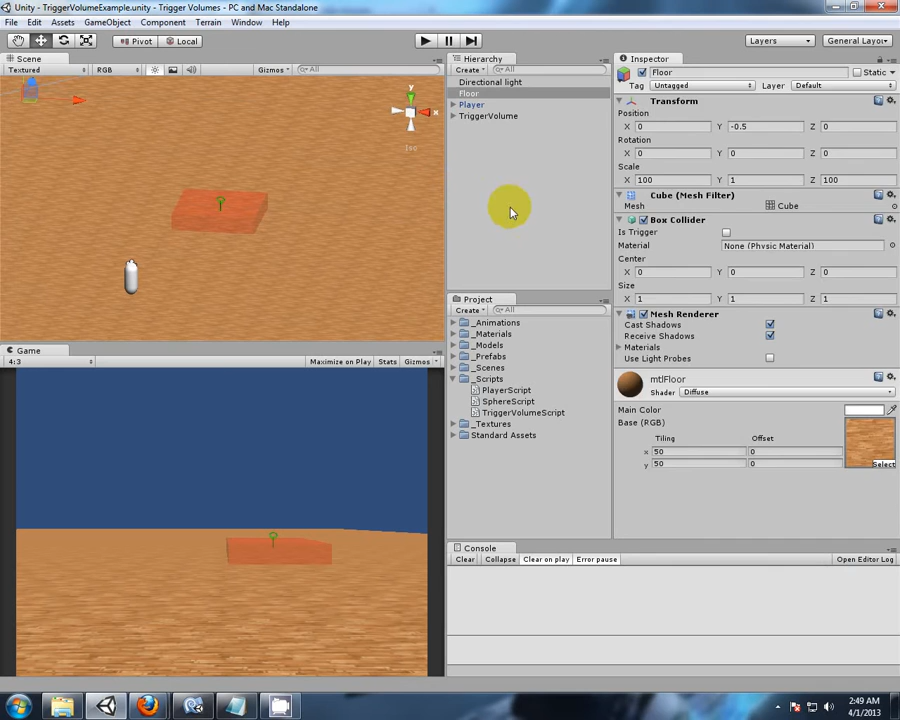 Unity - TriggerVolumeExample.unity - Trigger Volumes - PC and Mac Standalone
File Edit Assets GameObject Component Terrain Window Help
Pivot Local Layers General Layou
Scene
Textured RGB Gizmos All
y
x
Iso
Hierarchy
Create All
Directional light
Floor
Player
TriggerVolume
Project
Create All
_Animations
_Materials
_Models
_Prefabs
_Scenes
_Scripts
PlayerScript
SphereScript
TriggerVolumeScript
_Textures
Standard Assets
Game
4:3 Maximize on Play Stats Gizmos
Inspector
Floor Static
Tag Untagged Layer Default
Transform
Position
X 0 Y -0.5 Z 0
Rotation
X 0 Y 0 Z 0
Scale
X 100 Y 1 Z 100
Cube (Mesh Filter)
Mesh Cube
Box Collider
Is Trigger
Material None (Physic Material)
Center
X 0 Y 0 Z 0
Size
X 1 Y 1 Z 1
Mesh Renderer
Cast Shadows
Receive Shadows
Materials
Use Light Probes
mtlFloor
Shader Diffuse
Main Color
Base (RGB)
Tiling Offset
x 50 0
y 50 0
Select
Console
Clear Collapse Clear on play Error pause Open Editor Log
2:49 AM
4/1/2013